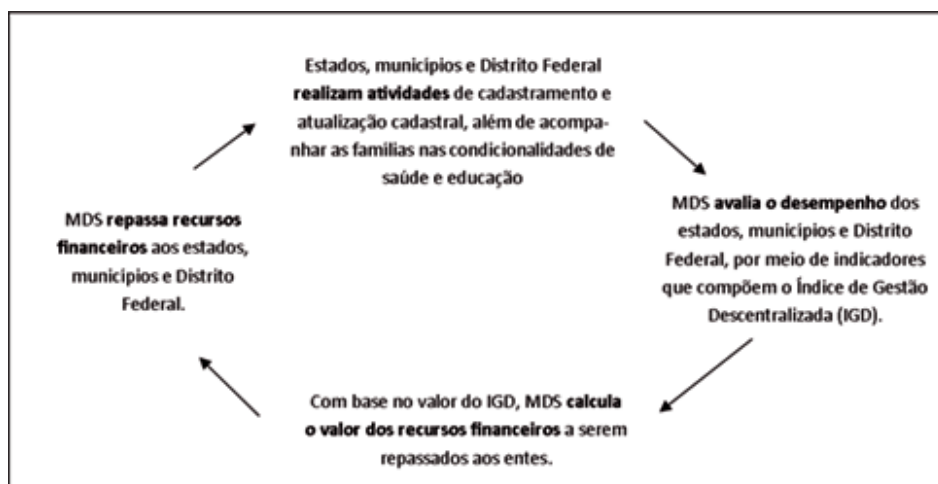 Estados, municípios e Distrito Federal
realizam atividades de cadastramento e
atualização cadastral, além de acompa-
nhar as familias nas condicionalidades de
saúde e educação
MDS avalia o desempenho dos
estados, municípios e Distrito
Federal, por meio de indicadores
que compõem o Índice de Gestão
Descentralizada (IGD).
Com base no valor do IGD, MDS calcula
o valor dos recursos financeiros a serem
repassados aos entes.
MDS repassa recursos
financeiros aos estados,
municípios e Distrito
Federal.